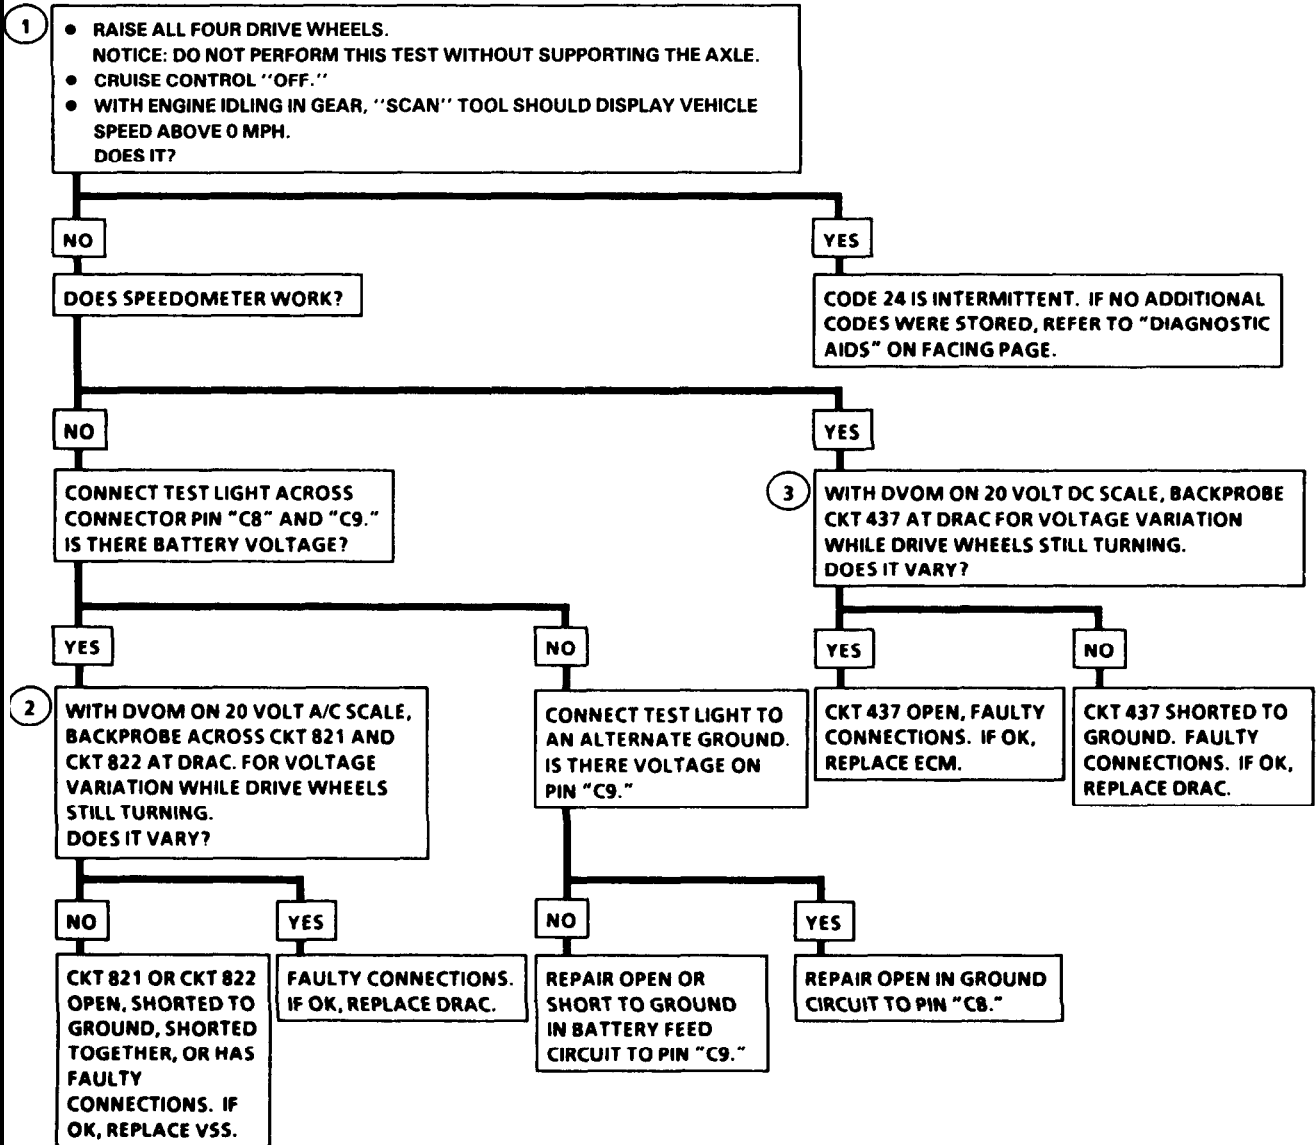 1
● RAISE ALL FOUR DRIVE WHEELS.
NOTICE: DO NOT PERFORM THIS TEST WITHOUT SUPPORTING THE AXLE.
● CRUISE CONTROL "OFF."
● WITH ENGINE IDLING IN GEAR, "SCAN" TOOL SHOULD DISPLAY VEHICLE
SPEED ABOVE 0 MPH.
DOES IT?
NO
YES
DOES SPEEDOMETER WORK?
CODE 24 IS INTERMITTENT. IF NO ADDITIONAL
CODES WERE STORED, REFER TO "DIAGNOSTIC
AIDS" ON FACING PAGE.
NO
YES
CONNECT TEST LIGHT ACROSS
CONNECTOR PIN "C8" AND "C9."
IS THERE BATTERY VOLTAGE?
3
WITH DVOM ON 20 VOLT DC SCALE, BACKPROBE
CKT 437 AT DRAC FOR VOLTAGE VARIATION
WHILE DRIVE WHEELS STILL TURNING.
DOES IT VARY?
YES
NO
YES
NO
2
WITH DVOM ON 20 VOLT A/C SCALE,
BACKPROBE ACROSS CKT 821 AND
CKT 822 AT DRAC. FOR VOLTAGE
VARIATION WHILE DRIVE WHEELS
STILL TURNING.
DOES IT VARY?
CONNECT TEST LIGHT TO
AN ALTERNATE GROUND.
IS THERE VOLTAGE ON
PIN "C9."
CKT 437 OPEN, FAULTY
CONNECTIONS. IF OK,
REPLACE ECM.
CKT 437 SHORTED TO
GROUND. FAULTY
CONNECTIONS. IF OK,
REPLACE DRAC.
NO
YES
NO
YES
CKT 821 OR CKT 822
OPEN, SHORTED TO
GROUND, SHORTED
TOGETHER, OR HAS
FAULTY
CONNECTIONS. IF
OK, REPLACE VSS.
FAULTY CONNECTIONS.
IF OK, REPLACE DRAC.
REPAIR OPEN OR
SHORT TO GROUND
IN BATTERY FEED
CIRCUIT TO PIN "C9."
REPAIR OPEN IN GROUND
CIRCUIT TO PIN "C8."